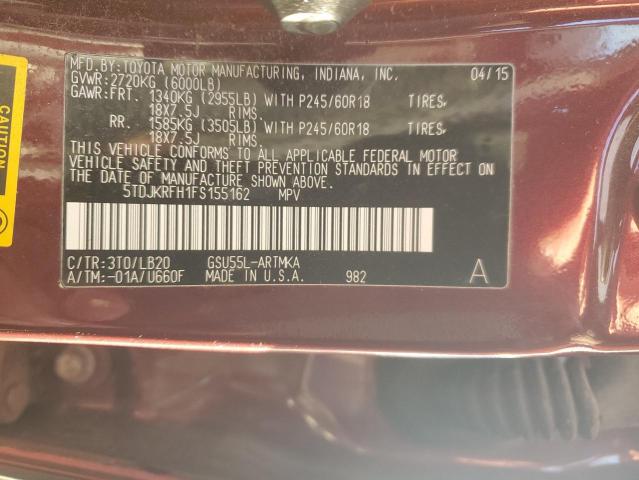 MFD. BY:TOYOTA MOTOR MANUFACTURING, INDIANA, INC. 04/15
GVWR:2720KG (6000LB)
GAWR:FRT. 1340KG (2955LB) WITH P245/60R18 TIRES,
18X7.5J RIMS.
RR. 1585KG (3505LB) WITH P245/60R18 TIRES,
18X7.5J RIMS.
THIS VEHICLE CONFORMS TO ALL APPLICABLE FEDERAL MOTOR
VEHICLE SAFETY AND THEFT PREVENTION STANDARDS IN EFFECT ON
THE DATE OF MANUFACTURE SHOWN ABOVE.
5TDJKRFH1FS155162 MPV
C/TR:3T0/LB20 GSU55L-ARTMKA
A/TM:-01A/U660F MADE IN U.S.A. 982 A
CAUTION